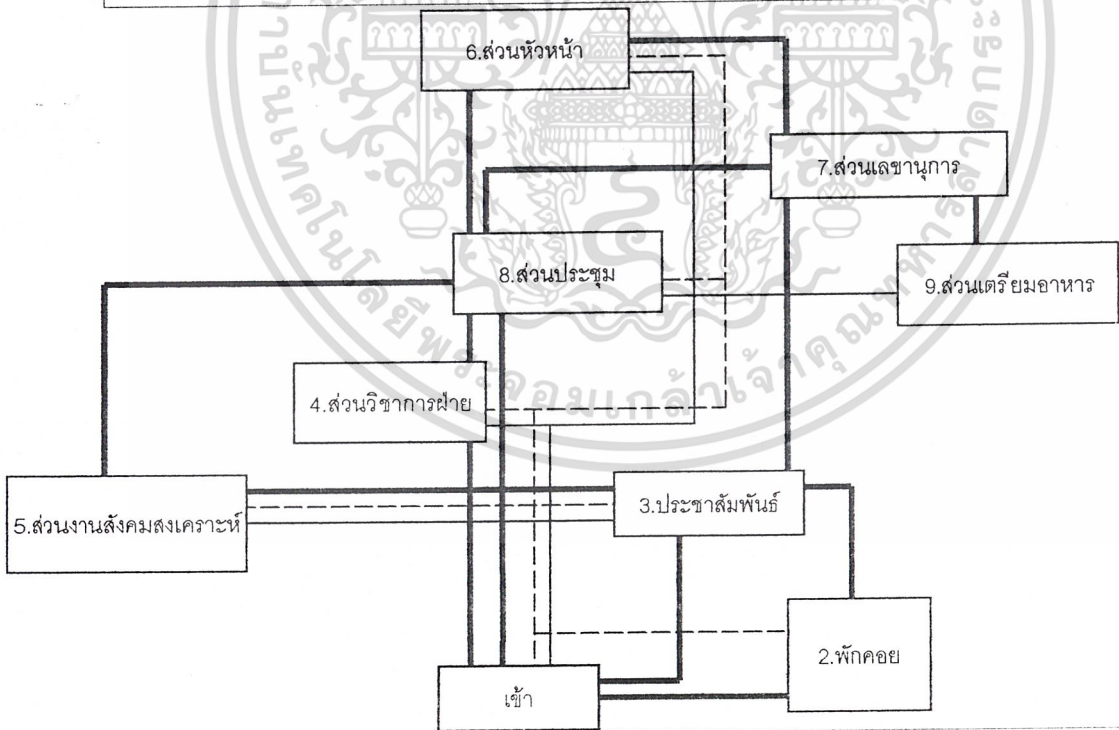 6.ส่วนหัวหน้า
7.ส่วนเลขานุการ
8.ส่วนประชุม
9.ส่วนเตรียมอาหาร
4.ส่วนวิชาการฝ่าย
3.ประชาสัมพันธ์
5.ส่วนงานสังคมสงเคราะห์
2.พักคอย
เข้า